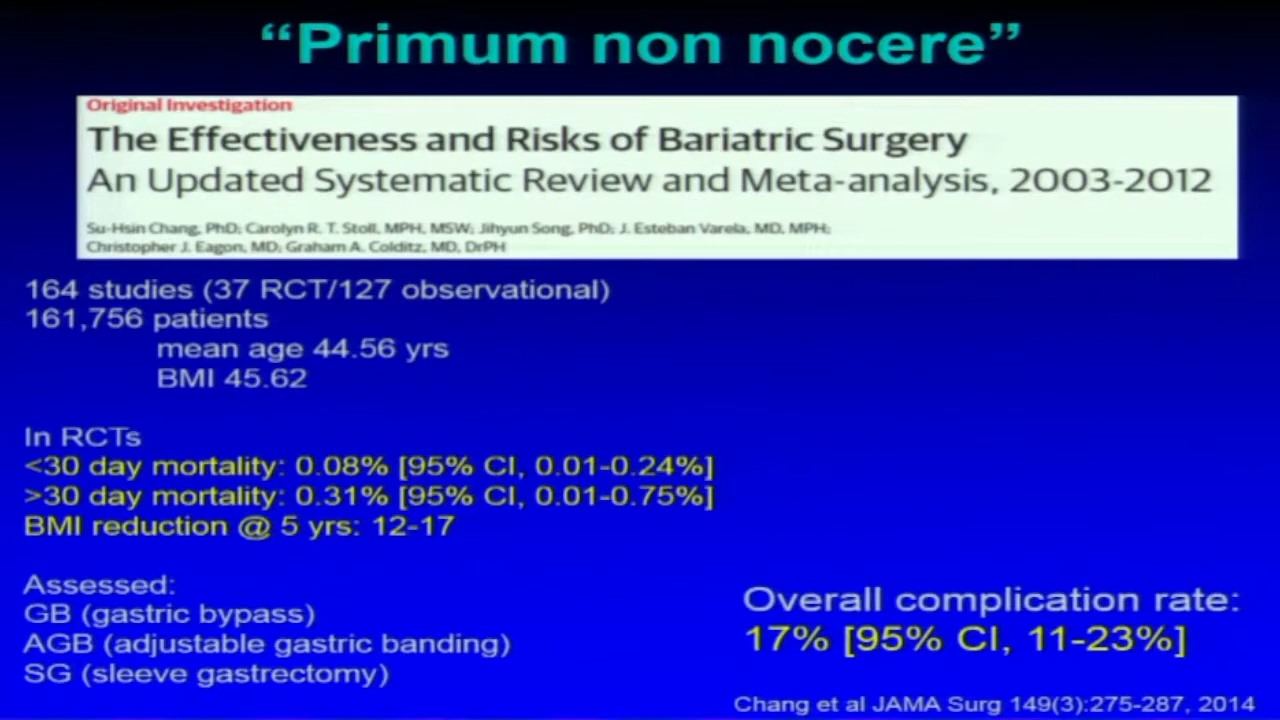 “Primum non nocere”
Original Investigation
The Effectiveness and Risks of Bariatric Surgery
An Updated Systematic Review and Meta-analysis, 2003-2012
Su-Hsin Chang, PhD; Carolyn R. T. Stoll, MPH, MSW; Jihyun Song, PhD; J. Esteban Varela, MD, MPH;
Christopher J. Eagon, MD; Graham A. Colditz, MD, DrPH
164 studies (37 RCT/127 observational)
161,756 patients
mean age 44.56 yrs
BMI 45.62
In RCTs
<30 day mortality: 0.08% [95% CI, 0.01-0.24%]
>30 day mortality: 0.31% [95% CI, 0.01-0.75%]
BMI reduction @ 5 yrs: 12-17
Assessed:
GB (gastric bypass)
AGB (adjustable gastric banding)
SG (sleeve gastrectomy)
Overall complication rate:
17% [95% CI, 11-23%]
Chang et al JAMA Surg 149(3):275-287, 2014